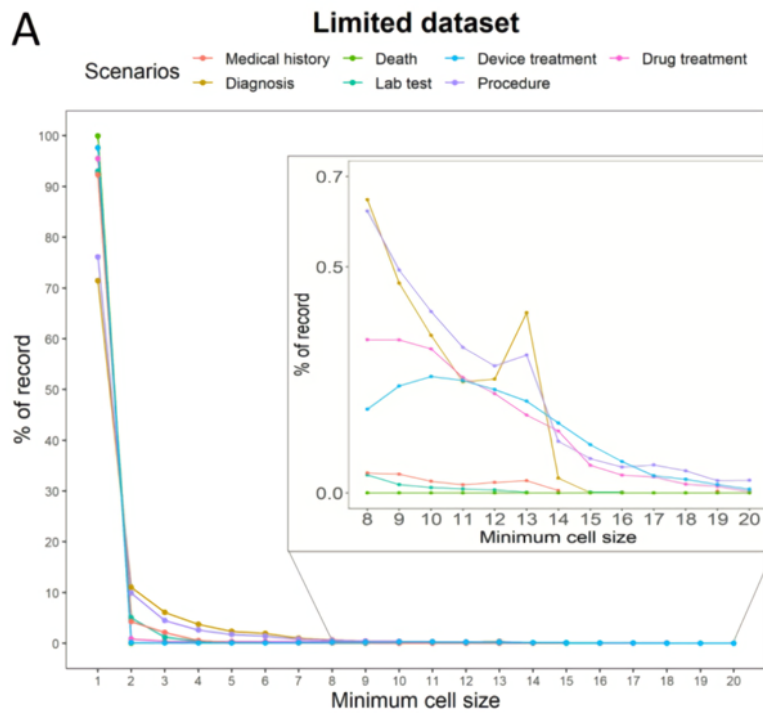 A
Limited dataset
Scenarios
Medical history
Death
Device treatment
Drug treatment
Diagnosis
Lab test
Procedure
100
90
80
70
60
50
40
30
20
10
0
% of record
0.7
0.5
0.0
% of record
8 9 10 11 12 13 14 15 16 17 18 19 20
Minimum cell size
1 2 3 4 5 6 7 8 9 10 11 12 13 14 15 16 17 18 19 20
Minimum cell size